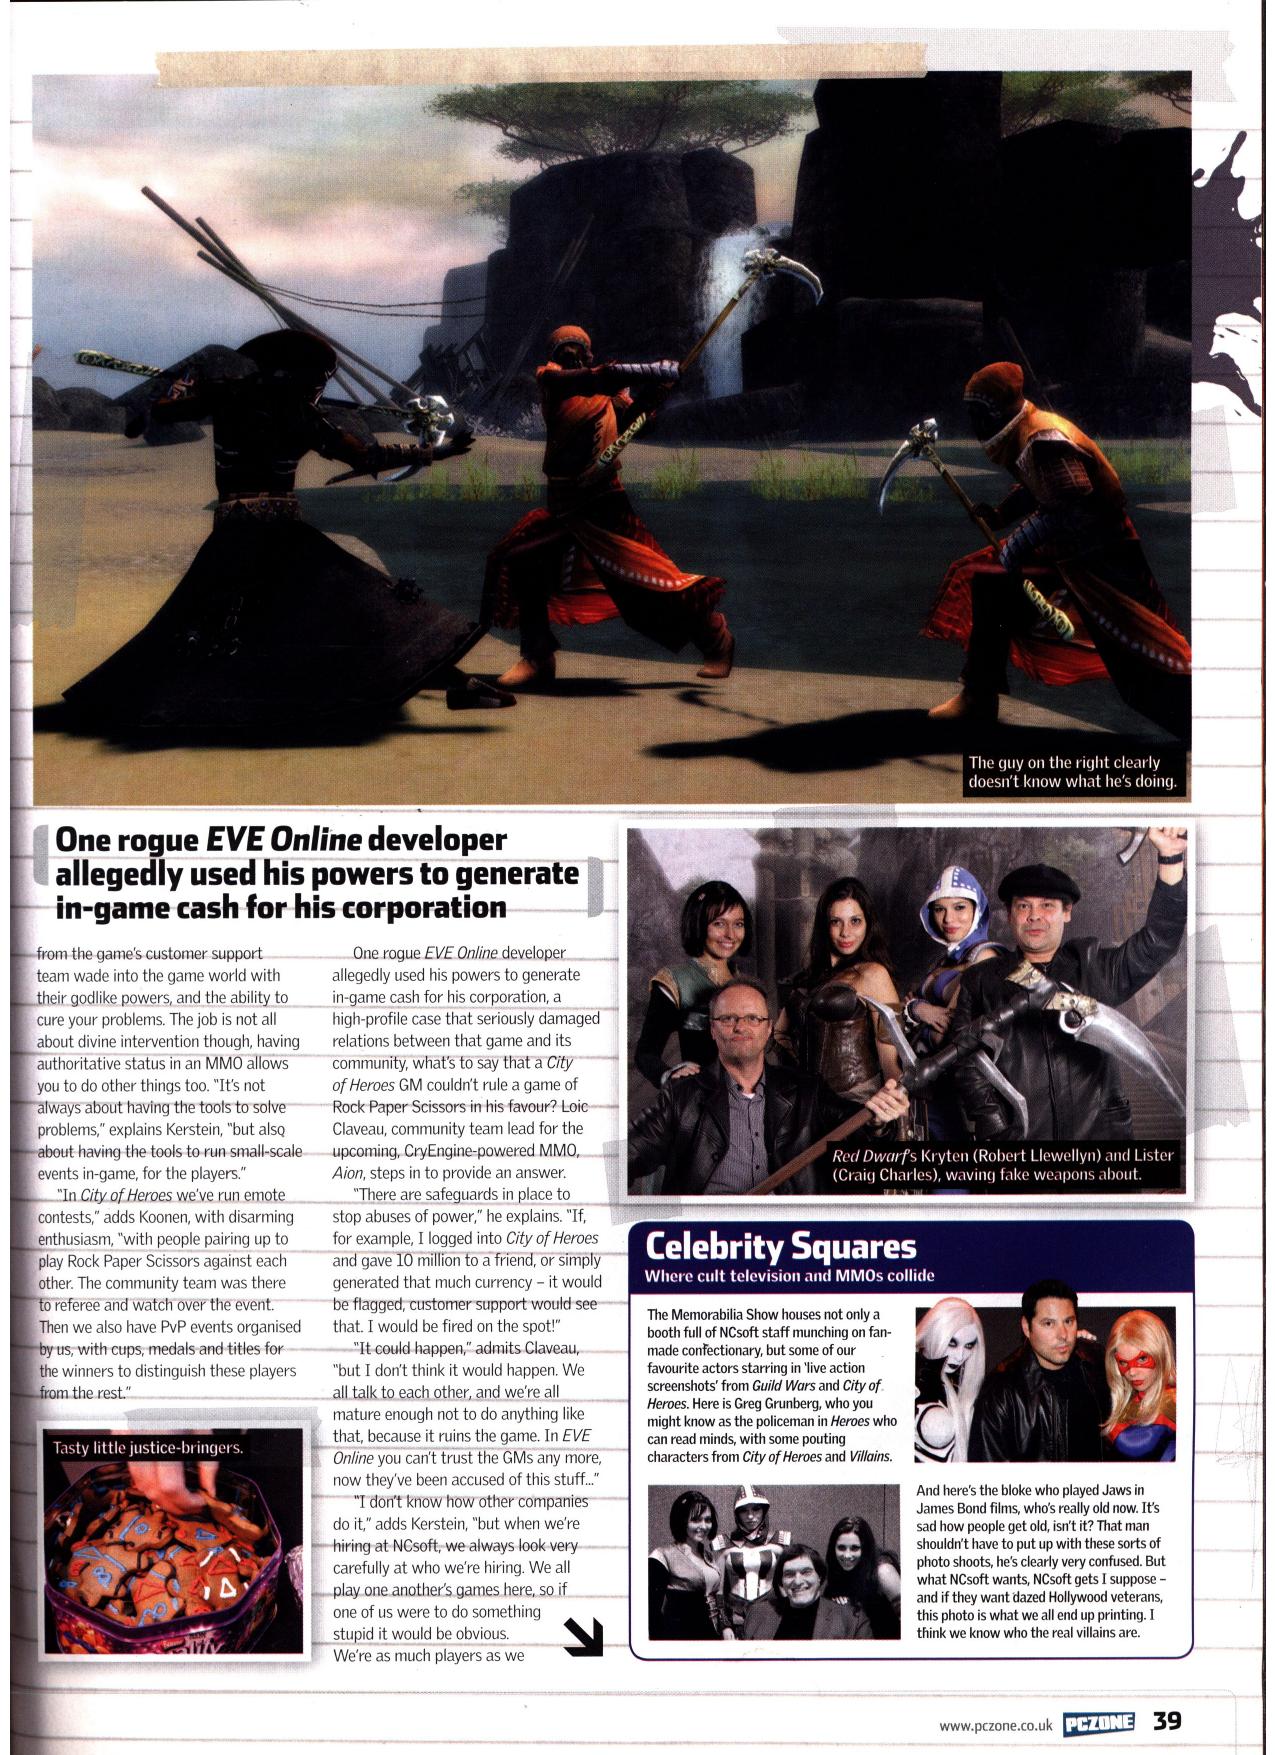 The guy on the right clearly
doesn't know what he's doing.
One rogue EVE Online developer
allegedly used his powers to generate
in-game cash for his corporation
from the game's customer support
team wade into the game world with
their godlike powers, and the ability to
cure your problems. The job is not all
about divine intervention though, having
authoritative status in an MMO allows
you to do other things too. "It's not
always about having the tools to solve
problems," explains Kerstein, "but also
about having the tools to run small-scale
events in-game, for the players."
"In City of Heroes we've run emote
contests," adds Koonen, with disarming
enthusiasm, "with people pairing up to
play Rock Paper Scissors against each
other. The community team was there
to referee and watch over the event.
Then we also have PvP events organised
by us, with cups, medals and titles for
the winners to distinguish these players
from the rest."
Tasty little justice-bringers.
One rogue EVE Online developer
allegedly used his powers to generate
in-game cash for his corporation, a
high-profile case that seriously damaged
relations between that game and its
community, what's to say that a City
of Heroes GM couldn't rule a game of
Rock Paper Scissors in his favour? Loic
Claveau, community team lead for the
upcoming, CryEngine-powered MMO,
Aion, steps in to provide an answer.
"There are safeguards in place to
stop abuses of power," he explains. "If,
for example, I logged into City of Heroes
and gave 10 million to a friend, or simply
generated that much currency – it would
be flagged, customer support would see
that. I would be fired on the spot!"
"It could happen," admits Claveau,
"but I don't think it would happen. We
all talk to each other, and we're all
mature enough not to do anything like
that, because it ruins the game. In EVE
Online you can't trust the GMs any more,
now they've been accused of this stuff..."
"I don't know how other companies
do it," adds Kerstein, "but when we're
hiring at NCsoft, we always look very
carefully at who we're hiring. We all
play one another's games here, so if
one of us were to do something
stupid it would be obvious.
We're as much players as we
Red Dwarf's Kryten (Robert Llewellyn) and Lister
(Craig Charles), waving fake weapons about.
Celebrity Squares
Where cult television and MMOs collide
The Memorabilia Show houses not only a
booth full of NCsoft staff munching on fan-
made confectionary, but some of our
favourite actors starring in 'live action
screenshots' from Guild Wars and City of
Heroes. Here is Greg Grunberg, who you
might know as the policeman in Heroes who
can read minds, with some pouting
characters from City of Heroes and Villains.
And here's the bloke who played Jaws in
James Bond films, who's really old now. It's
sad how people get old, isn't it? That man
shouldn't have to put up with these sorts of
photo shoots, he's clearly very confused. But
what NCsoft wants, NCsoft gets I suppose –
and if they want dazed Hollywood veterans,
this photo is what we all end up printing. I
think we know who the real villains are.
www.pczone.co.uk PCZONE 39